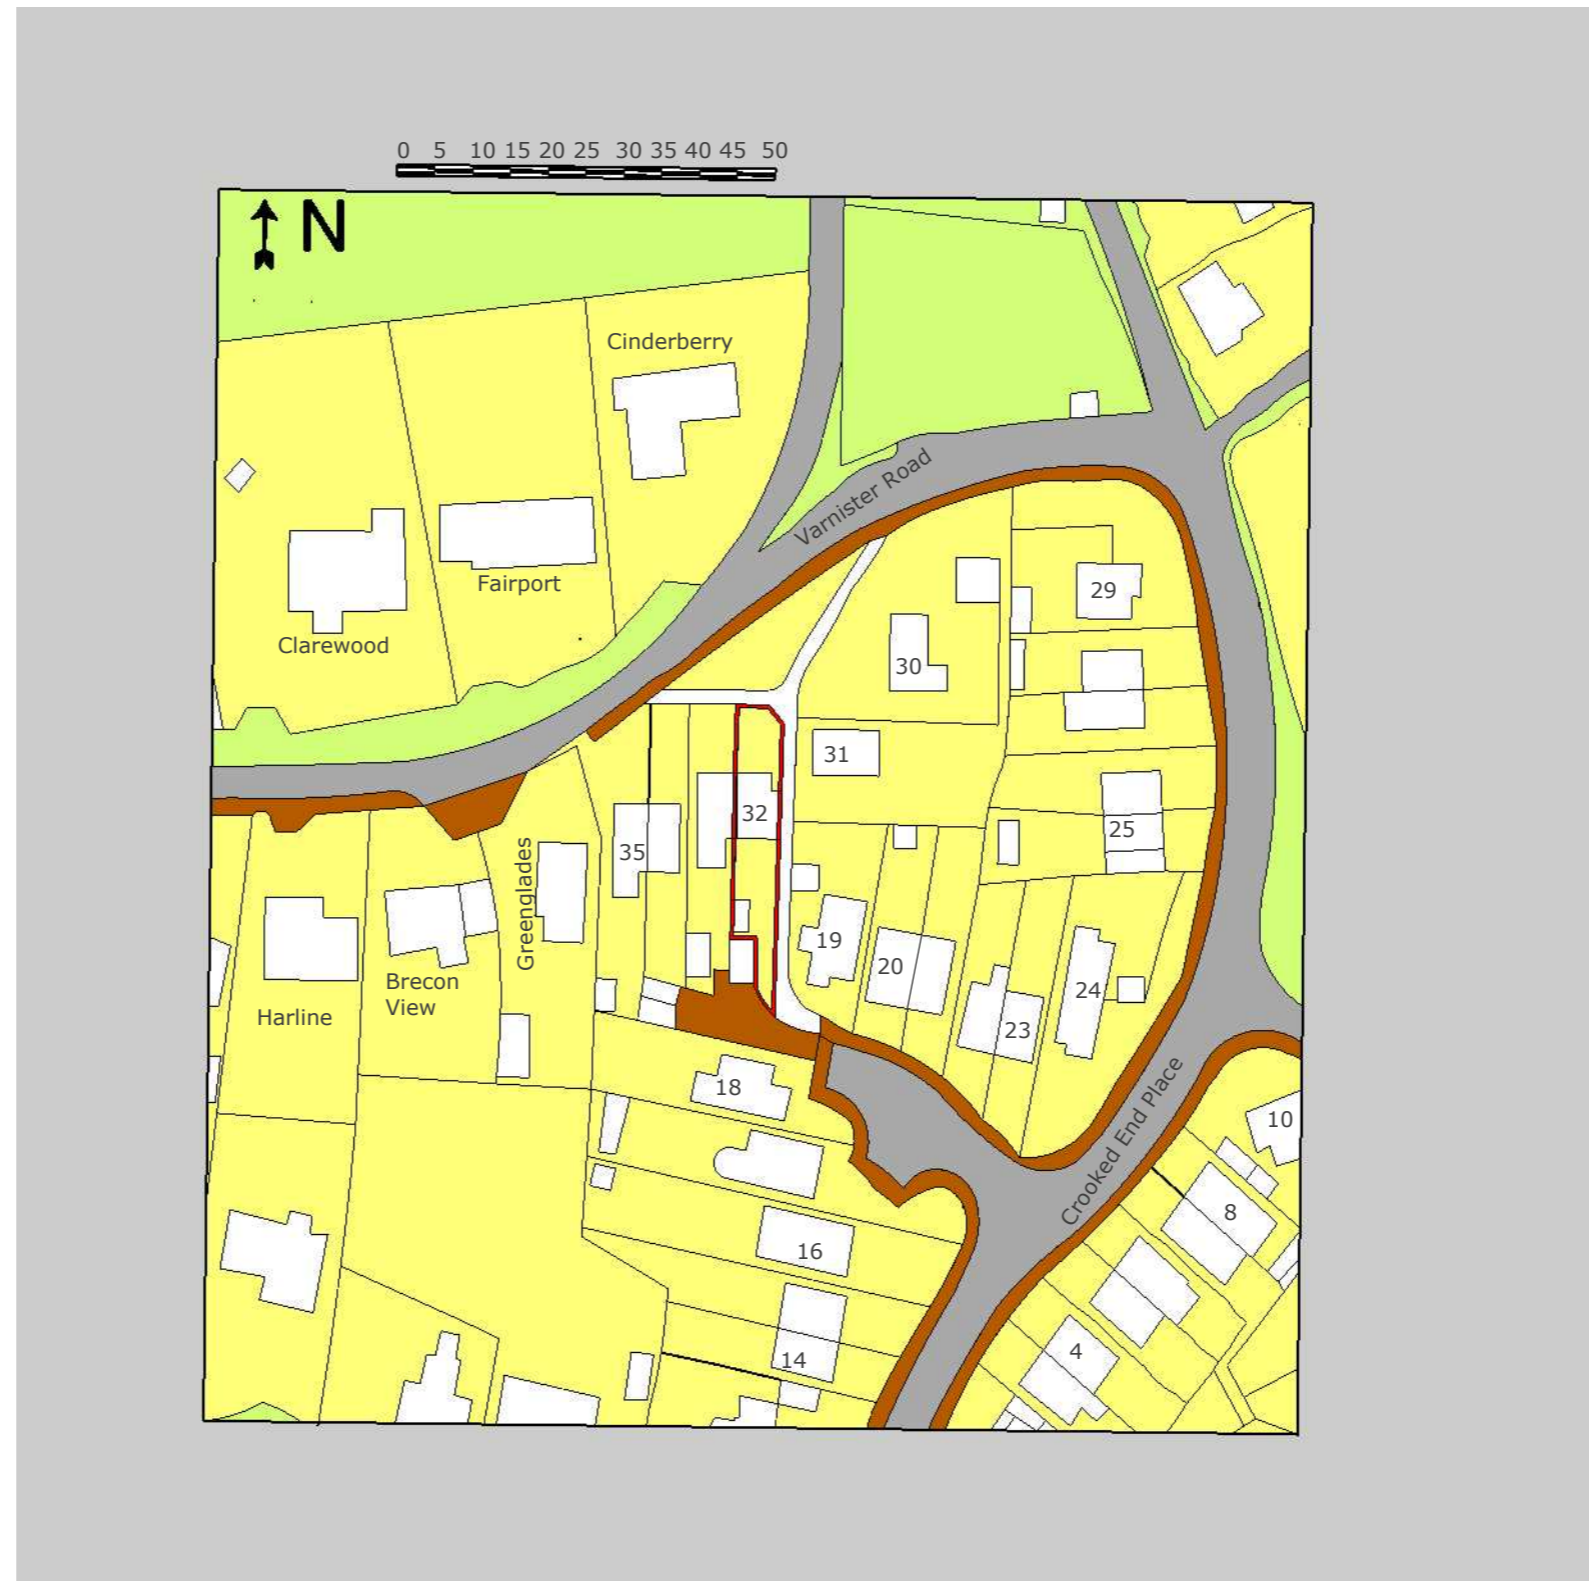 0 5 10 15 20 25 30 35 40 45 50
N
Cinderberry
Varnister Road
Fairport
Clarewood
29
30
31
32
35
25
Greenglades
19
20
24
23
Brecon
View
Harline
18
Crooked End Place
10
8
16
14
4